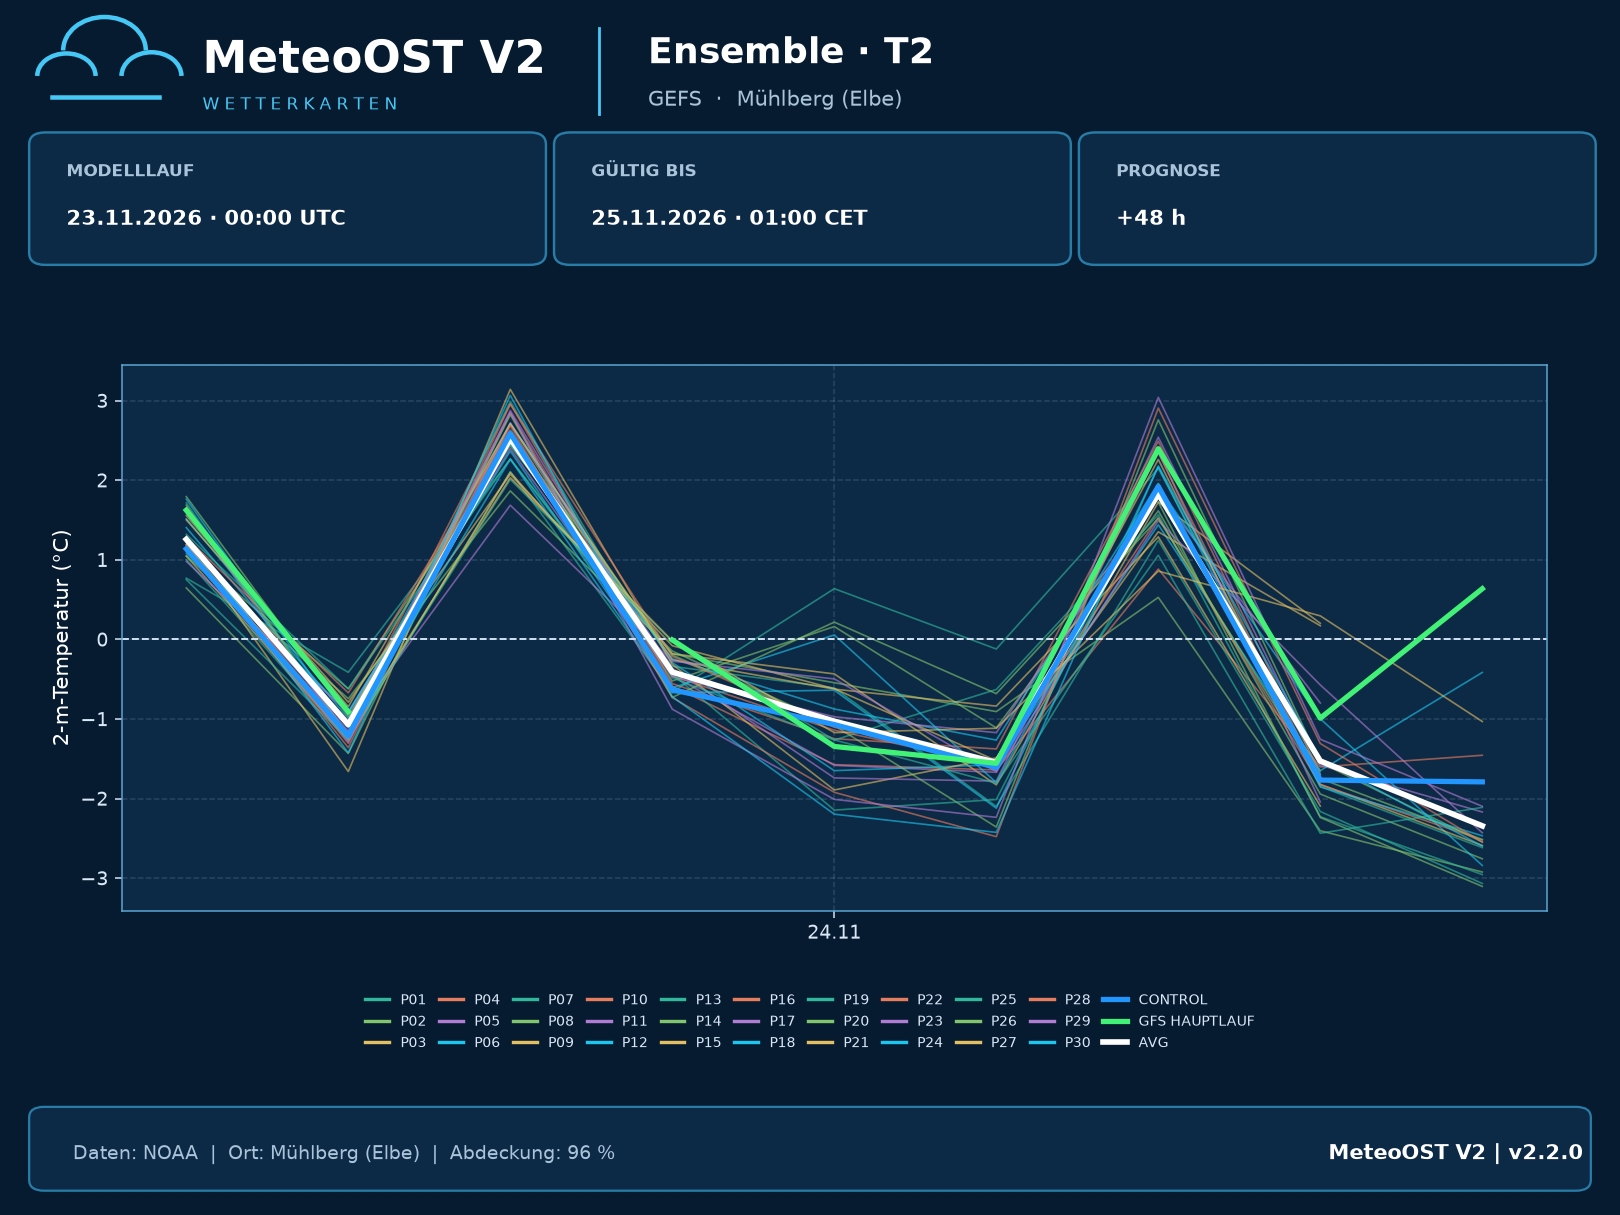 MeteoOST V2
WETTERKARTEN
Ensemble · T2
GEFS · Mühlberg (Elbe)
MODELLLAUF
23.11.2026 · 00:00 UTC
GÜLTIG BIS
25.11.2026 · 01:00 CET
PROGNOSE
+48 h
2-m-Temperatur (°C)
3
2
1
0
−1
−2
−3
24.11
P01 P04 P07 P10 P13 P16 P19 P22 P25 P28 CONTROL
P02 P05 P08 P11 P14 P17 P20 P23 P26 P29 GFS HAUPTLAUF
P03 P06 P09 P12 P15 P18 P21 P24 P27 P30 AVG
Daten: NOAA | Ort: Mühlberg (Elbe) | Abdeckung: 96 %
MeteoOST V2 | v2.2.0